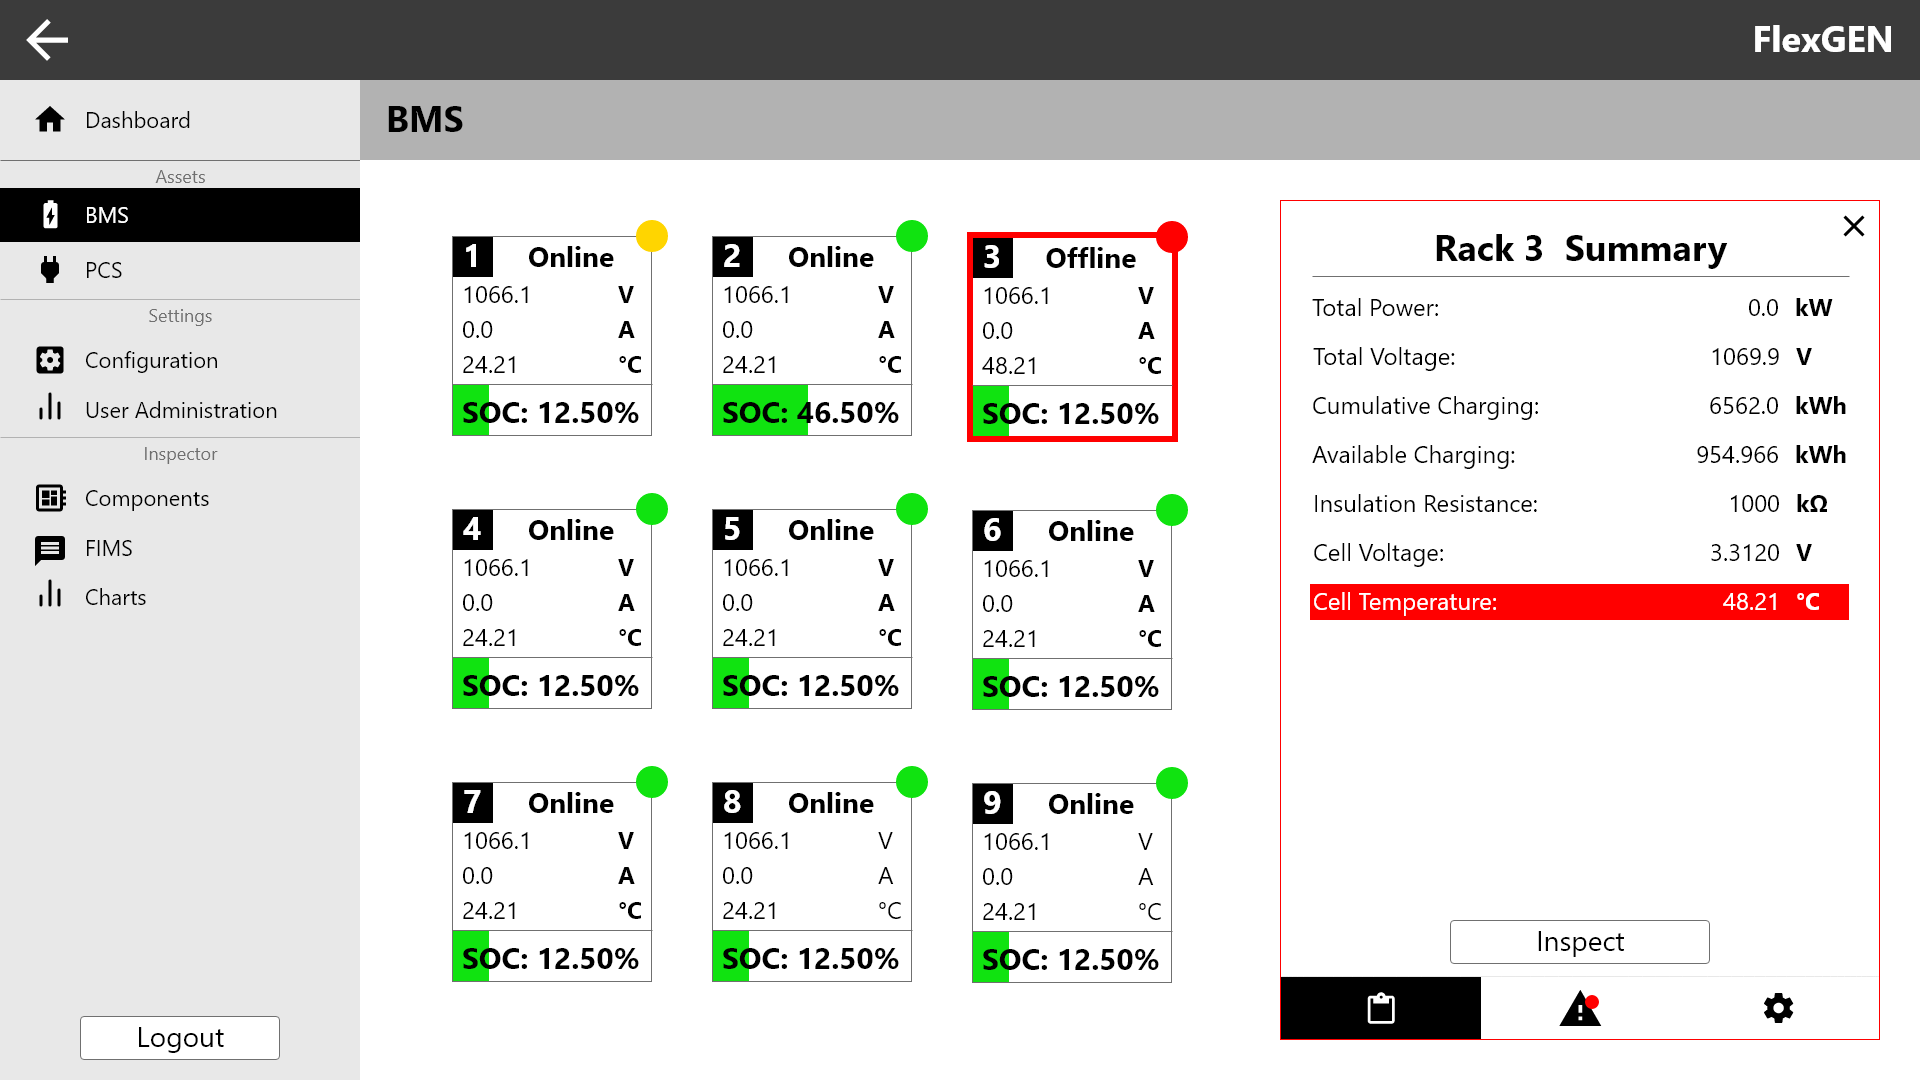 FlexGEN
Dashboard
Assets
BMS
PCS
Settings
Configuration
User Administration
Inspector
Components
FIMS
Charts
Logout
BMS
1 Online
1066.1 V
0.0 A
24.21 °C
SOC: 12.50%
2 Online
1066.1 V
0.0 A
24.21 °C
SOC: 46.50%
3 Offline
1066.1 V
0.0 A
48.21 °C
SOC: 12.50%
4 Online
1066.1 V
0.0 A
24.21 °C
SOC: 12.50%
5 Online
1066.1 V
0.0 A
24.21 °C
SOC: 12.50%
6 Online
1066.1 V
0.0 A
24.21 °C
SOC: 12.50%
7 Online
1066.1 V
0.0 A
24.21 °C
SOC: 12.50%
8 Online
1066.1 V
0.0 A
24.21 °C
SOC: 12.50%
9 Online
1066.1 V
0.0 A
24.21 °C
SOC: 12.50%
Rack 3 Summary
Total Power: 0.0 kW
Total Voltage: 1069.9 V
Cumulative Charging: 6562.0 kWh
Available Charging: 954.966 kWh
Insulation Resistance: 1000 kΩ
Cell Voltage: 3.3120 V
Cell Temperature: 48.21 °C
Inspect